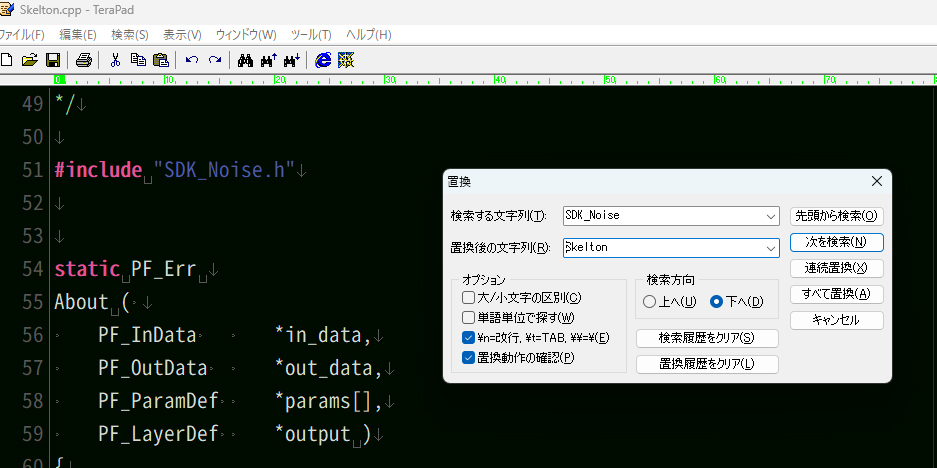 Skelton.cpp - TeraPad
ファイル(F) 編集(E) 検索(S) 表示(V) ウィンドウ(W) ツール(T) ヘルプ(H)
0 10 20 30 40 50 60 70
49 */
50
51 #include "SDK_Noise.h"
52
53
54 static PF_Err
55 About (
56 PF_InData *in_data,
57 PF_OutData *out_data,
58 PF_ParamDef *params[],
59 PF_LayerDef *output )
60 {
置換
検索する文字列(T): SDK_Noise 先頭から検索(O)
置換後の文字列(R): Skelton 次を検索(N)
連続置換(X)
すべて置換(A)
キャンセル
オプション
大/小文字の区別(C)
単語単位で探す(W)
¥n=改行, ¥t=TAB, ¥¥=¥(E)
置換動作の確認(P)
検索方向
上へ(U) 下へ(D)
検索履歴をクリア(S)
置換履歴をクリア(L)